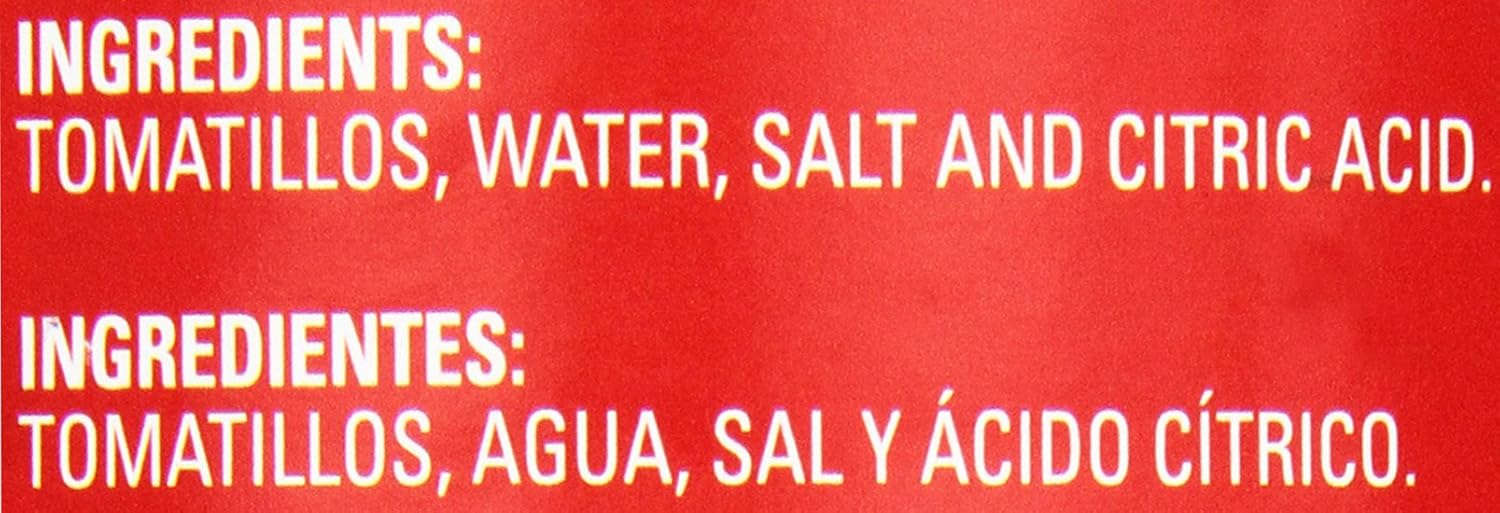 INGREDIENTS:
TOMATILLOS, WATER, SALT AND CITRIC ACID.
INGREDIENTES:
TOMATILLOS, AGUA, SAL Y ÁCIDO CÍTRICO.